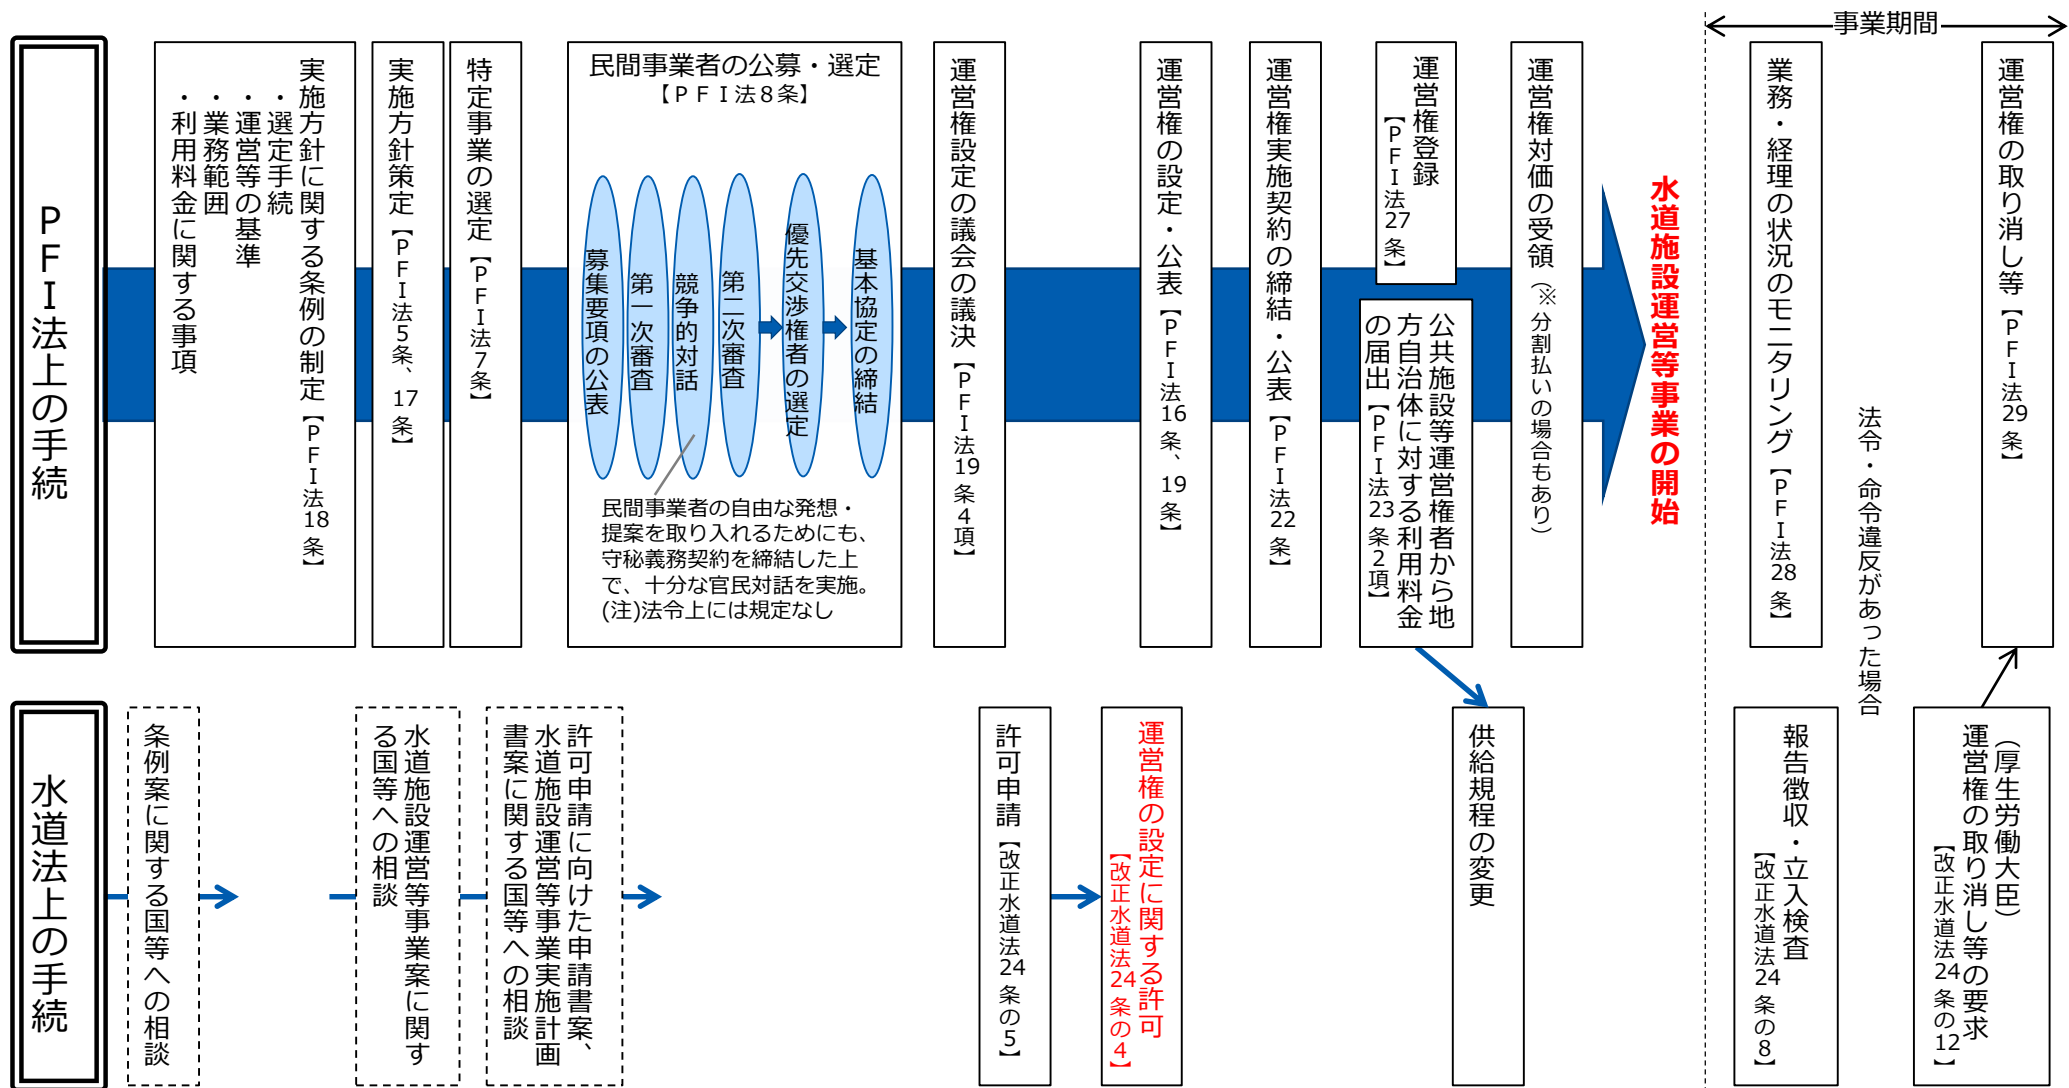 事業期間
PFI法上の手続
実施方針に関する条例の制定【PFI法18条】
・選定手続
・運営等の基準
・業務範囲
・利用料金に関する事項
実施方針策定【PFI法5条、17条】
特定事業の選定【PFI法7条】
民間事業者の公募・選定
【PFI法8条】
募集要項の公表
第一次審査
競争的対話
第二次審査
優先交渉権者の選定
基本協定の締結
民間事業者の自由な発想・
提案を取り入れるためにも、
守秘義務契約を締結した上
で、十分な官民対話を実施。
(注)法令上には規定なし
運営権設定の議会の議決【PFI法19条4項】
運営権の設定・公表【PFI法16条、19条】
運営権実施契約の締結・公表【PFI法22条】
運営権登録
【PFI法27条】
公共施設等運営権者から地
方自治体に対する利用料金
の届出【PFI法23条2項】
運営権対価の受領（※分割払いの場合もあり）
水道施設運営等事業の開始
業務・経理の状況のモニタリング【PFI法28条】
法令・命令違反があった場合
運営権の取り消し等【PFI法29条】
水道法上の手続
条例案に関する国等への相談
水道施設運営等事業案に関す
る国等への相談
許可申請に向けた申請書案、
水道施設運営等事業実施計画
書案に関する国等への相談
許可申請【改正水道法24条の5】
運営権の設定に関する許可
【改正水道法24条の4】
供給規程の変更
報告徴収・立入検査
【改正水道法24条の8】
（厚生労働大臣）
運営権の取り消し等の要求
【改正水道法24条の12】